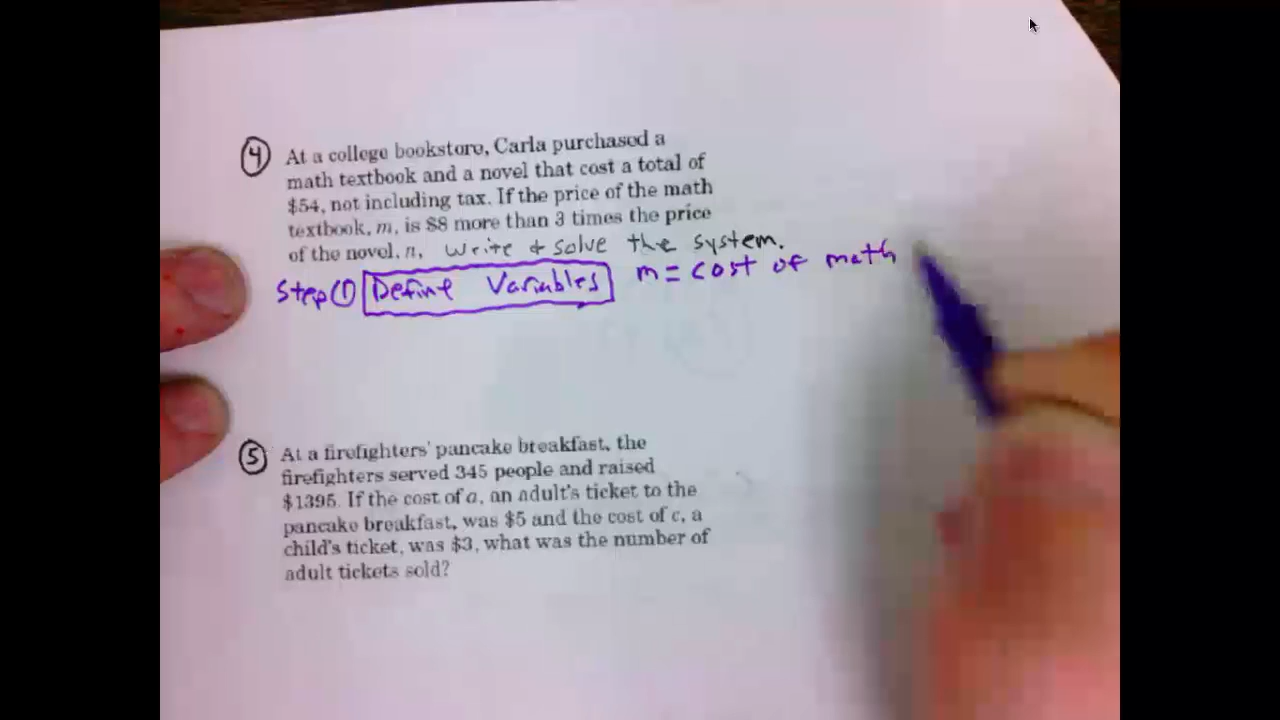 ④ At a college bookstore, Carla purchased a
math textbook and a novel that cost a total of
$54, not including tax. If the price of the math
textbook, m, is $8 more than 3 times the price
of the novel, n, write & solve the system.
Step ① Define Variables m = cost of math
⑤ At a firefighters' pancake breakfast, the
firefighters served 345 people and raised
$1395. If the cost of a, an adult's ticket to the
pancake breakfast, was $5 and the cost of c, a
child's ticket, was $3, what was the number of
adult tickets sold?